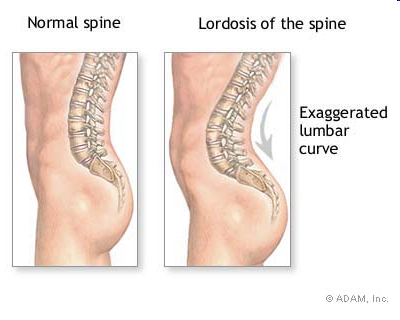 Normal spine
Lordosis of the spine
Exaggerated
lumbar
curve
© ADAM, Inc.